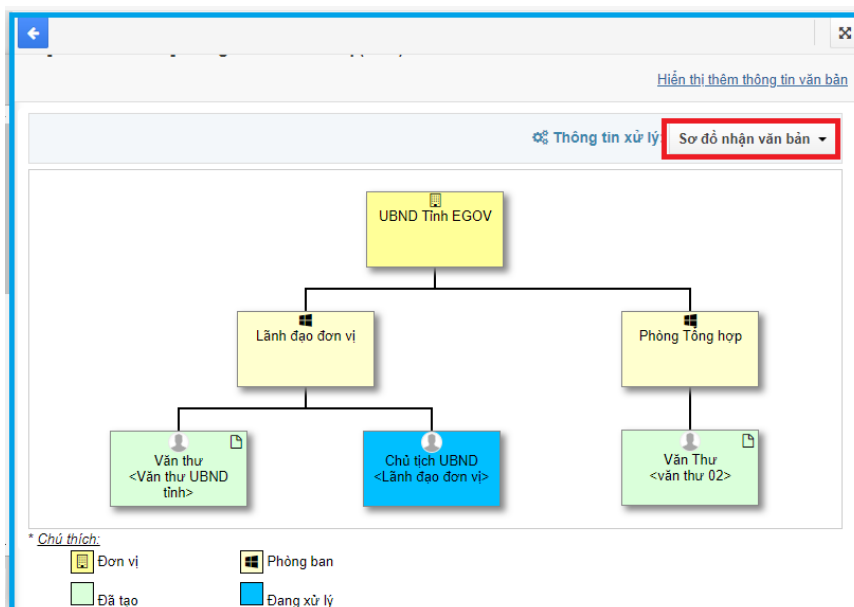 Hiển thị thêm thông tin văn bản
Thông tin xử lý: Sơ đồ nhận văn bản
UBND Tỉnh EGOV
Lãnh đạo đơn vị
Phòng Tổng hợp
Văn thư
<Văn thư UBND
tỉnh>
Chủ tịch UBND
<Lãnh đạo đơn vị>
Văn Thư
<văn thư 02>
* Chú thích:
Đơn vị
Phòng ban
Đã tạo
Đang xử lý